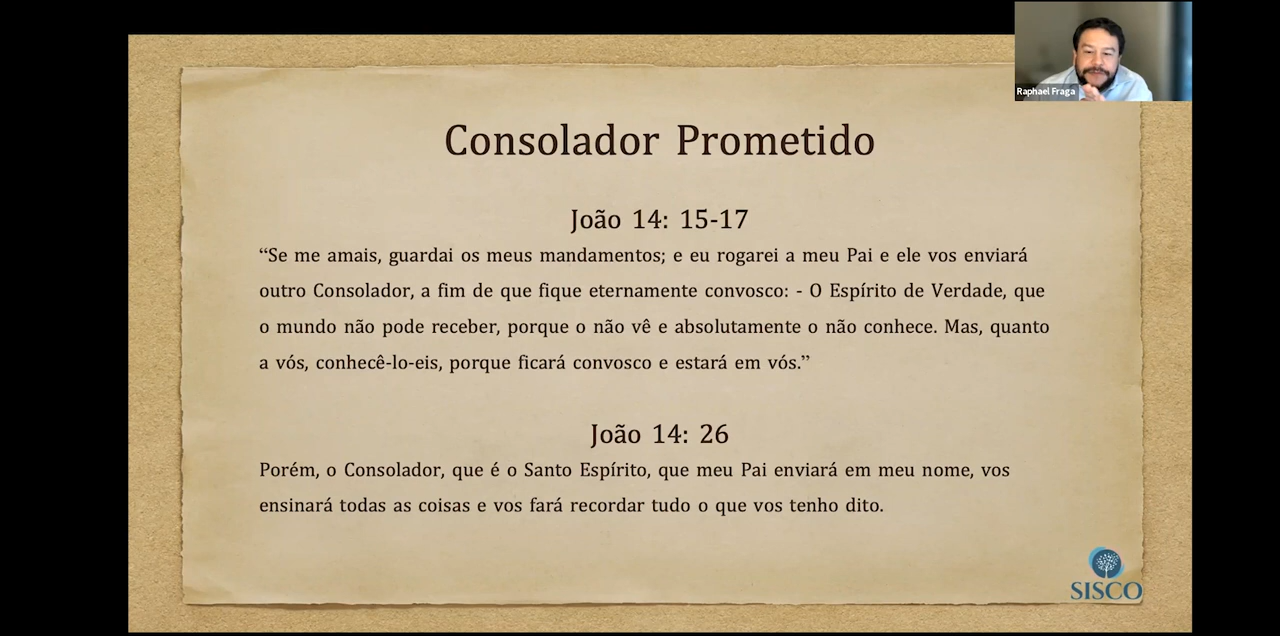 Raphael Fraga
Consolador Prometido
João 14: 15-17
“Se me amais, guardai os meus mandamentos; e eu rogarei a meu Pai e ele vos enviará
outro Consolador, a fim de que fique eternamente convosco: - O Espírito de Verdade, que
o mundo não pode receber, porque o não vê e absolutamente o não conhece. Mas, quanto
a vós, conhecê-lo-eis, porque ficará convosco e estará em vós.”
João 14: 26
Porém, o Consolador, que é o Santo Espírito, que meu Pai enviará em meu nome, vos
ensinará todas as coisas e vos fará recordar tudo o que vos tenho dito.
SISCO